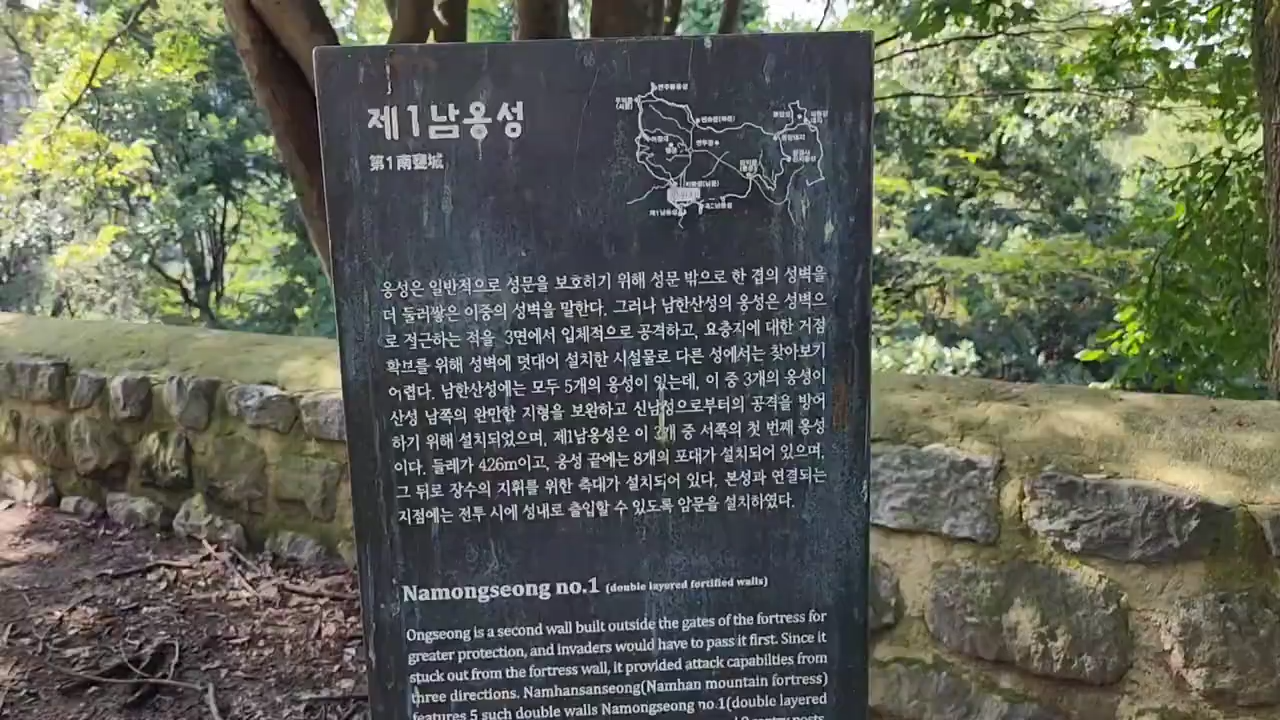 제1남옹성
第1南甕城
옹성은 일반적으로 성문을 보호하기 위해 성문 밖으로 한 겹의 성벽을
더 둘러쌓은 이중의 성벽을 말한다. 그러나 남한산성의 옹성은 성벽으
로 접근하는 적을 3면에서 입체적으로 공격하고, 요충지에 대한 거점
확보를 위해 성벽에 덧대어 설치한 시설물로 다른 성에서는 찾아보기
어렵다. 남한산성에는 모두 5개의 옹성이 있는데, 이 중 3개의 옹성이
산성 남쪽의 완만한 지형을 보완하고 신남성으로부터의 공격을 방어
하기 위해 설치되었으며, 제1남옹성은 이 3개 중 서쪽의 첫 번째 옹성
이다. 둘레가 426m이고, 옹성 끝에는 8개의 포대가 설치되어 있으며,
그 뒤로 장수의 지휘를 위한 축대가 설치되어 있다. 본성과 연결되는
지점에는 전투 시에 성내로 출입할 수 있도록 암문을 설치하였다.
Namongseong no.1 (double layered fortified walls)
Ongseong is a second wall built outside the gates of the fortress for
greater protection, and invaders would have to pass it first. Since it
stuck out from the fortress wall, it provided attack capabilties from
three directions. Namhansanseong(Namhan mountain fortress)
features 5 such double walls Namongseong no.1(double layered